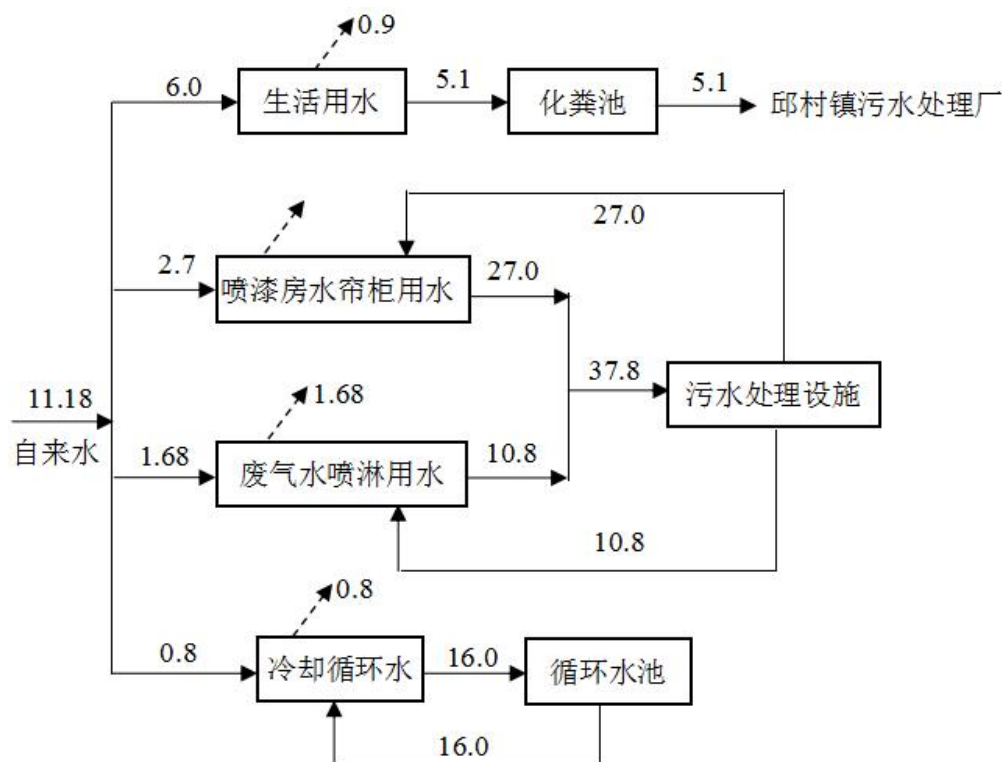 0.9
6.0
生活用水
5.1
化粪池
5.1
邱村镇污水处理厂
27.0
2.7
喷漆房水帘柜用水
27.0
11.18
自来水
37.8
污水处理设施
1.68
1.68
废气水喷淋用水
10.8
10.8
0.8
0.8
冷却循环水
16.0
循环水池
16.0